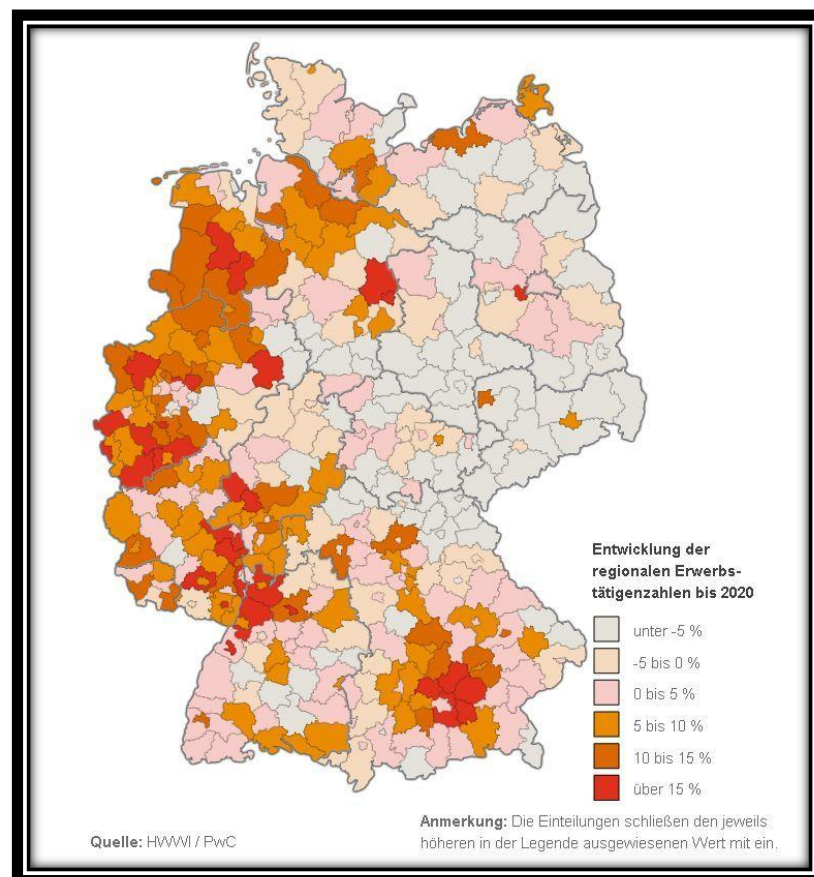 Entwicklung der
regionalen Erwerbs-
tätigenzahlen bis 2020
unter -5 %
-5 bis 0 %
0 bis 5 %
5 bis 10 %
10 bis 15 %
über 15 %
Anmerkung: Die Einteilungen schließen den jeweils
höheren in der Legende ausgewiesenen Wert mit ein.
Quelle: HWWI / PwC